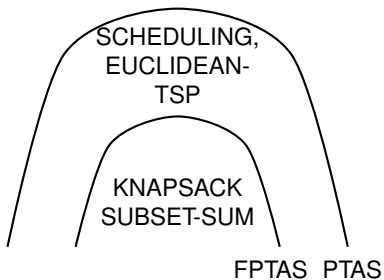 SCHEDULING,
EUCLIDEAN-
TSP
KNAPSACK
SUBSET-SUM
FPTAS PTAS